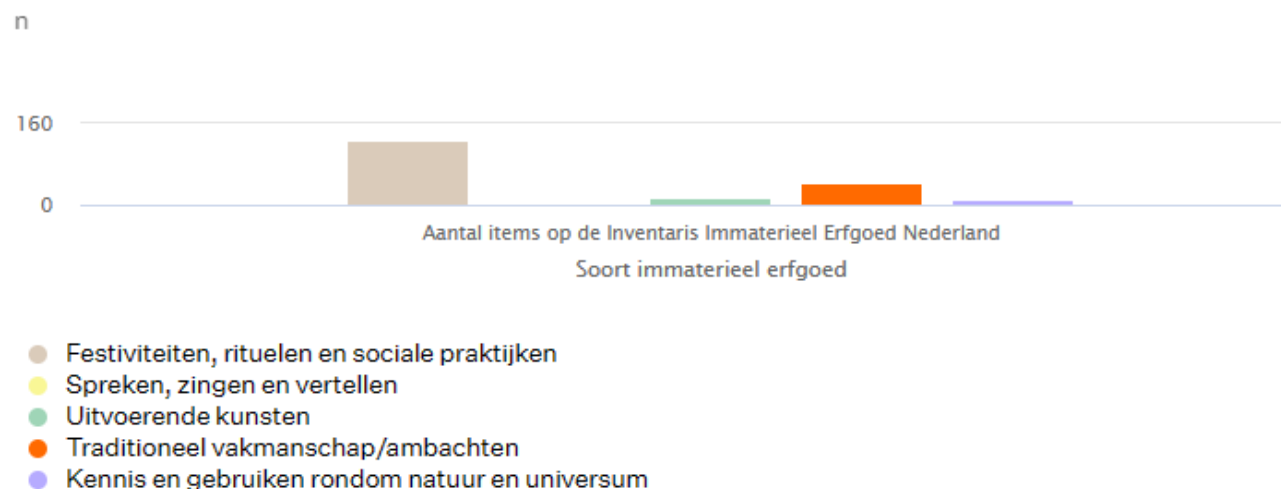 n
160
0
Aantal items op de Inventaris Immaterieel Erfgoed Nederland
Soort immaterieel erfgoed
Festiviteiten, rituelen en sociale praktijken
Spreken, zingen en vertellen
Uitvoerende kunsten
Traditioneel vakmanschap/ambachten
Kennis en gebruiken rondom natuur en universum